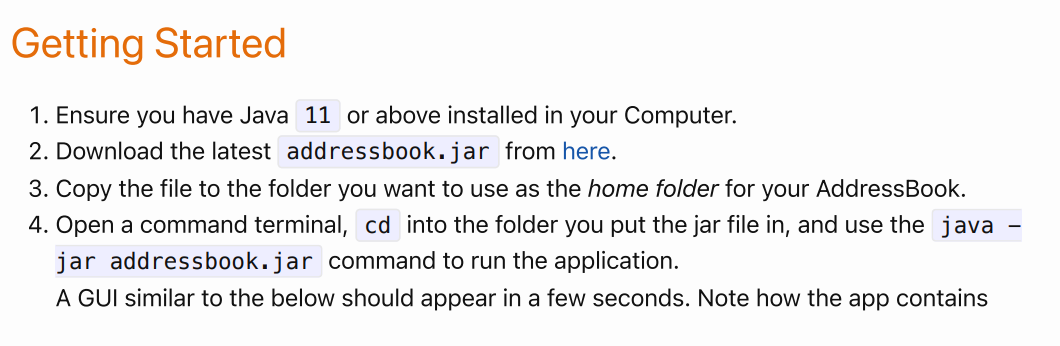 Getting Started
1. Ensure you have Java 11 or above installed in your Computer.
2. Download the latest addressbook.jar from here.
3. Copy the file to the folder you want to use as the home folder for your AddressBook.
4. Open a command terminal, cd into the folder you put the jar file in, and use the java -
jar addressbook.jar command to run the application.
A GUI similar to the below should appear in a few seconds. Note how the app contains